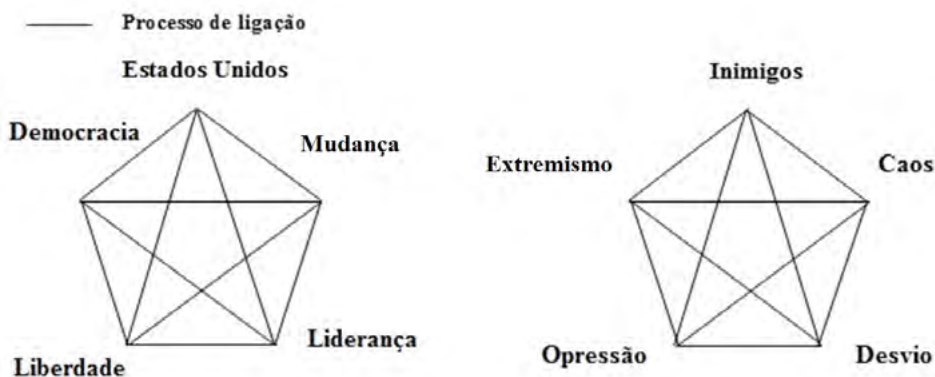 Processo de ligação
Estados Unidos
Democracia
Mudança
Liberdade
Liderança
Inimigos
Extremismo
Caos
Opressão
Desvio